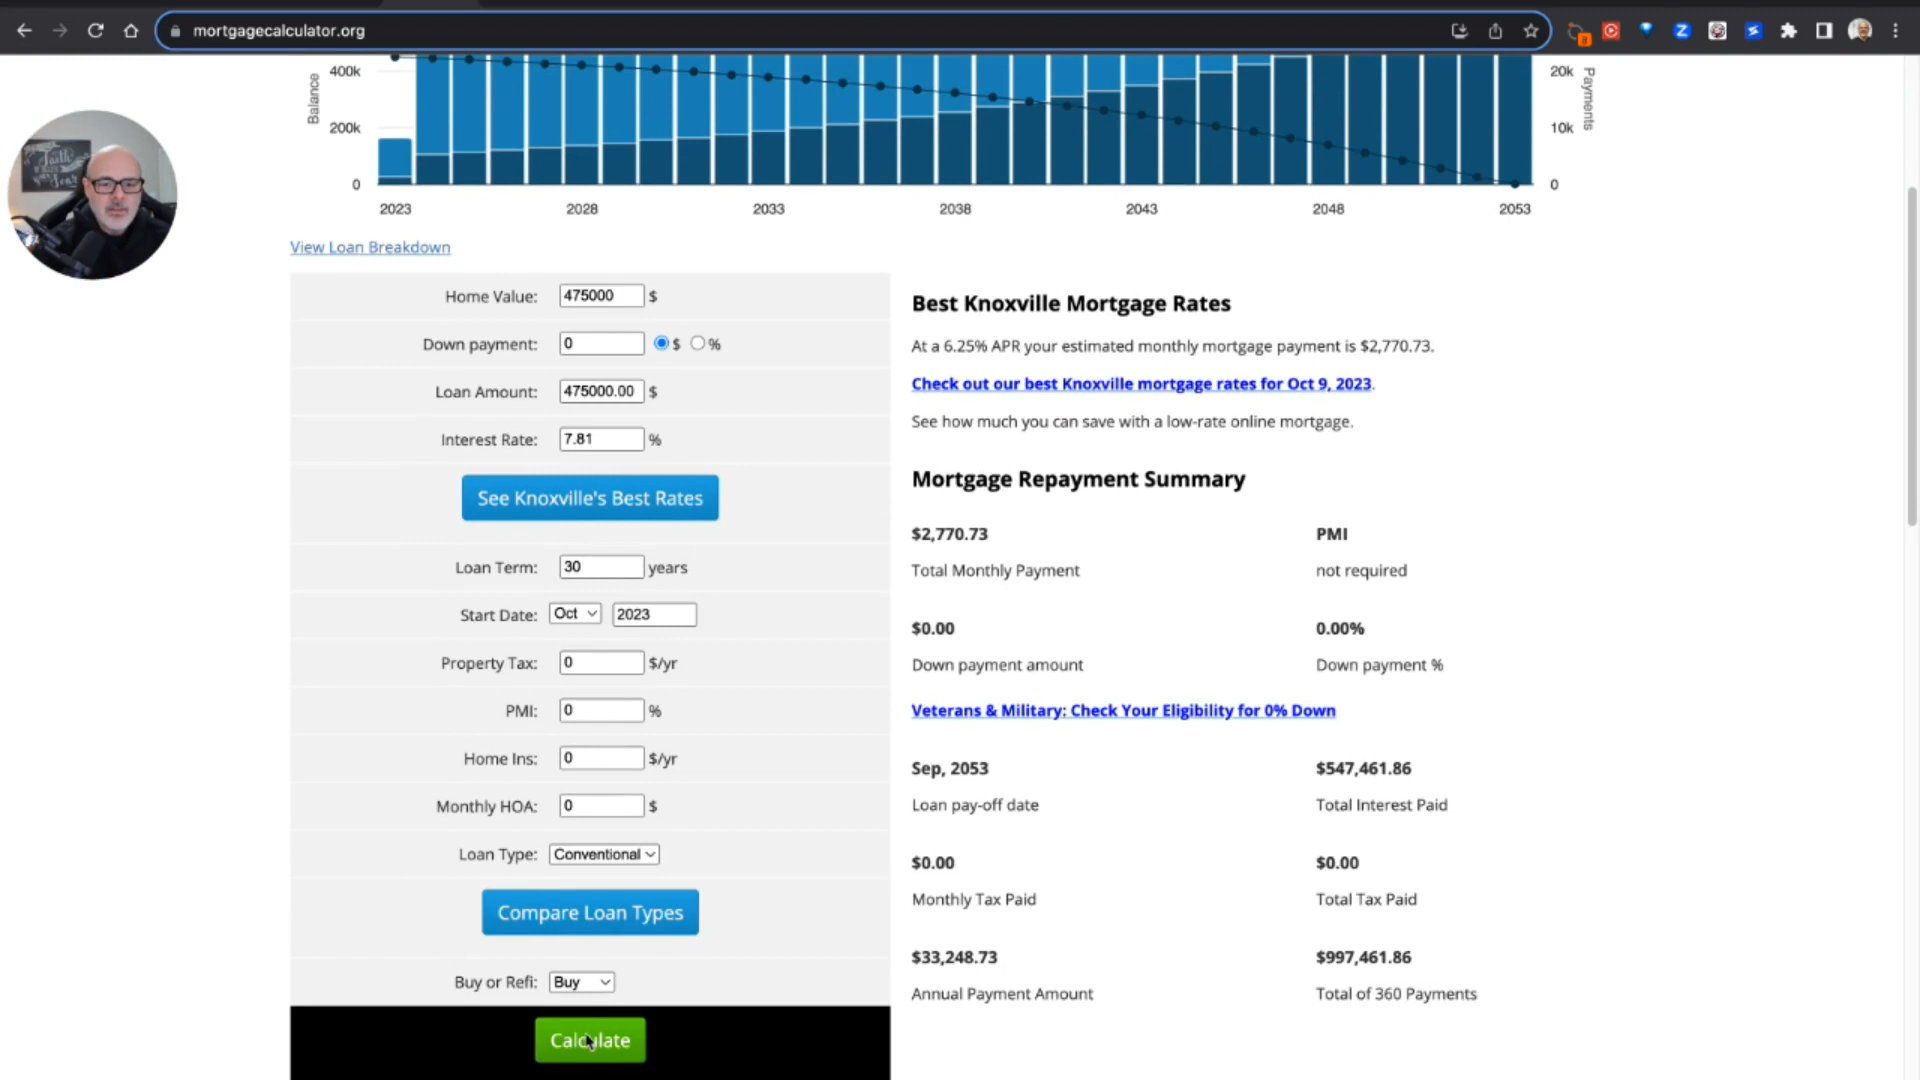 mortgagecalculator.org
400k
20k
Balance
Payments
200k
10k
0
0
2023 2028 2033 2038 2043 2048 2053
Faith
View Loan Breakdown
Home Value: 475000 $
Down payment: 0 $ %
Loan Amount: 475000.00 $
Interest Rate: 7.81 %
See Knoxville's Best Rates
Loan Term: 30 years
Start Date: Oct 2023
Property Tax: 0 $/yr
PMI: 0 %
Home Ins: 0 $/yr
Monthly HOA: 0 $
Loan Type: Conventional
Compare Loan Types
Buy or Refi: Buy
Calculate
Best Knoxville Mortgage Rates
At a 6.25% APR your estimated monthly mortgage payment is $2,770.73.
Check out our best Knoxville mortgage rates for Oct 9, 2023.
See how much you can save with a low-rate online mortgage.
Mortgage Repayment Summary
$2,770.73 PMI
Total Monthly Payment not required
$0.00 0.00%
Down payment amount Down payment %
Veterans & Military: Check Your Eligibility for 0% Down
Sep, 2053 $547,461.86
Loan pay-off date Total Interest Paid
$0.00 $0.00
Monthly Tax Paid Total Tax Paid
$33,248.73 $997,461.86
Annual Payment Amount Total of 360 Payments